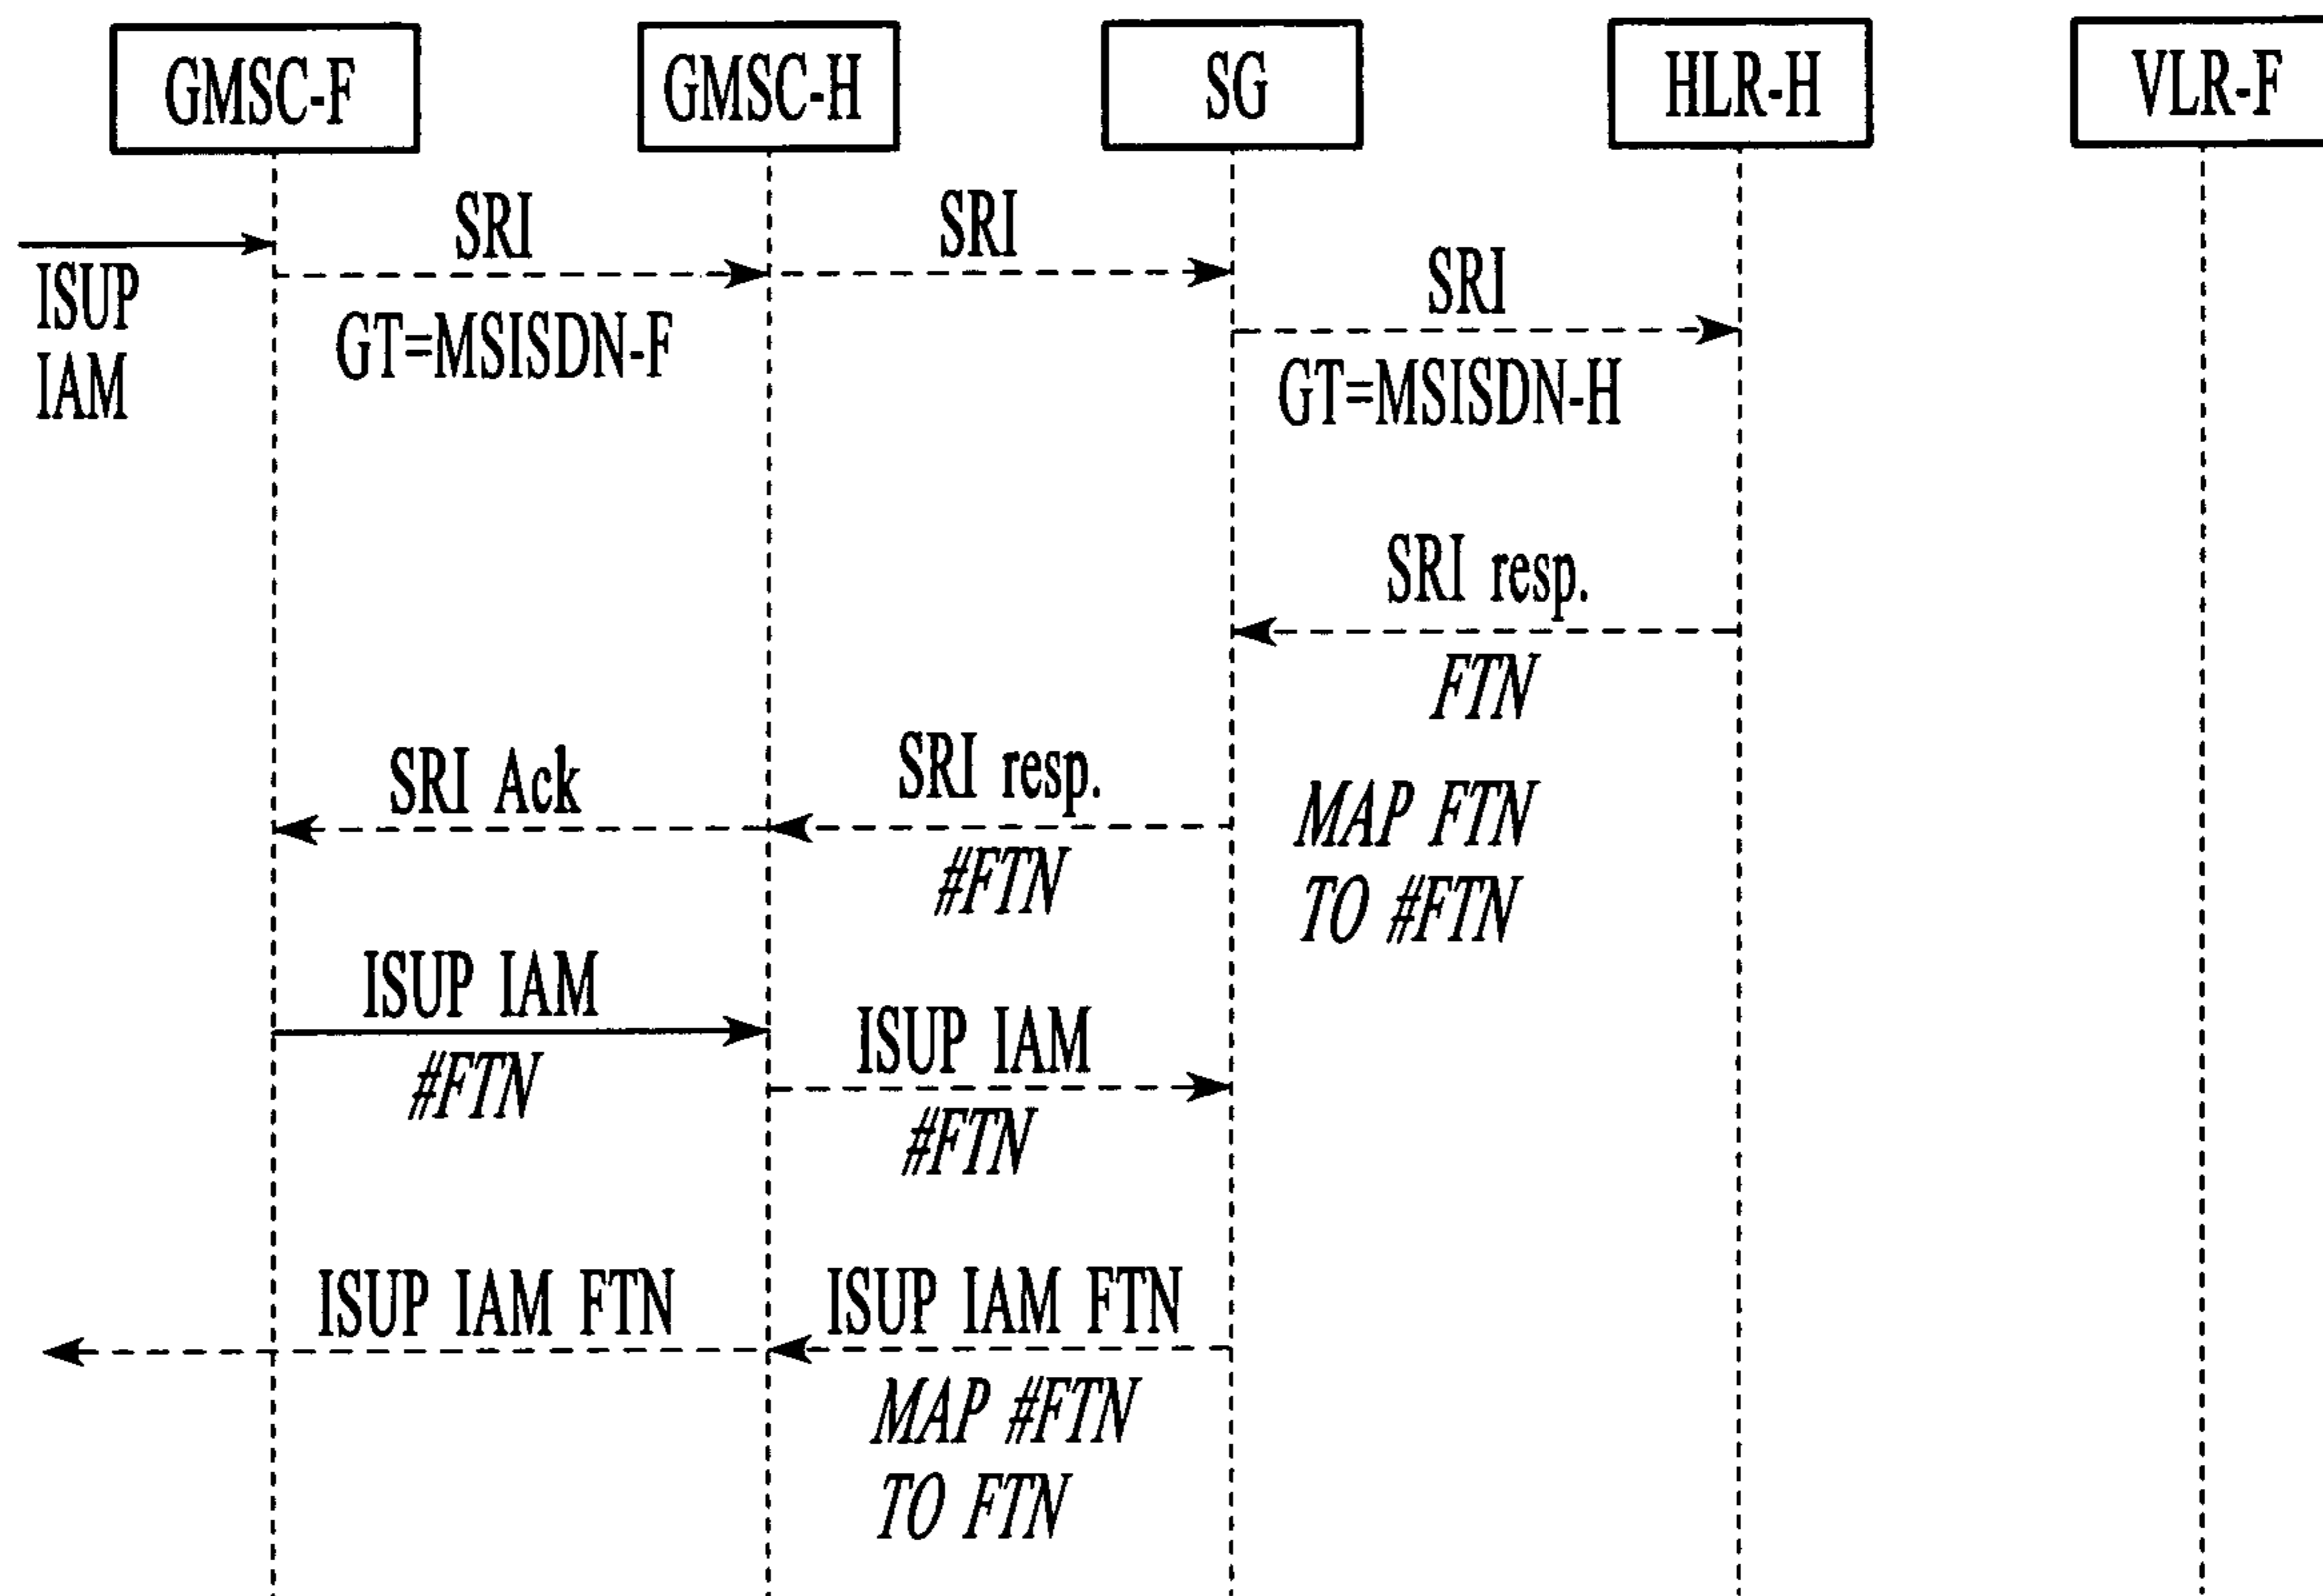 GMSC-F
GMSC-H
SG
HLR-H
VLR-F
SRI
SRI
ISUP
IAM
GT=MSISDN-F
SRI
GT=MSISDN-H
SRI resp.
FTN
SRI Ack
SRI resp.
#FTN
MAP FTN
TO #FTN
ISUP IAM
#FTN
ISUP IAM
#FTN
ISUP IAM FTN
ISUP IAM FTN
MAP #FTN
TO FTN